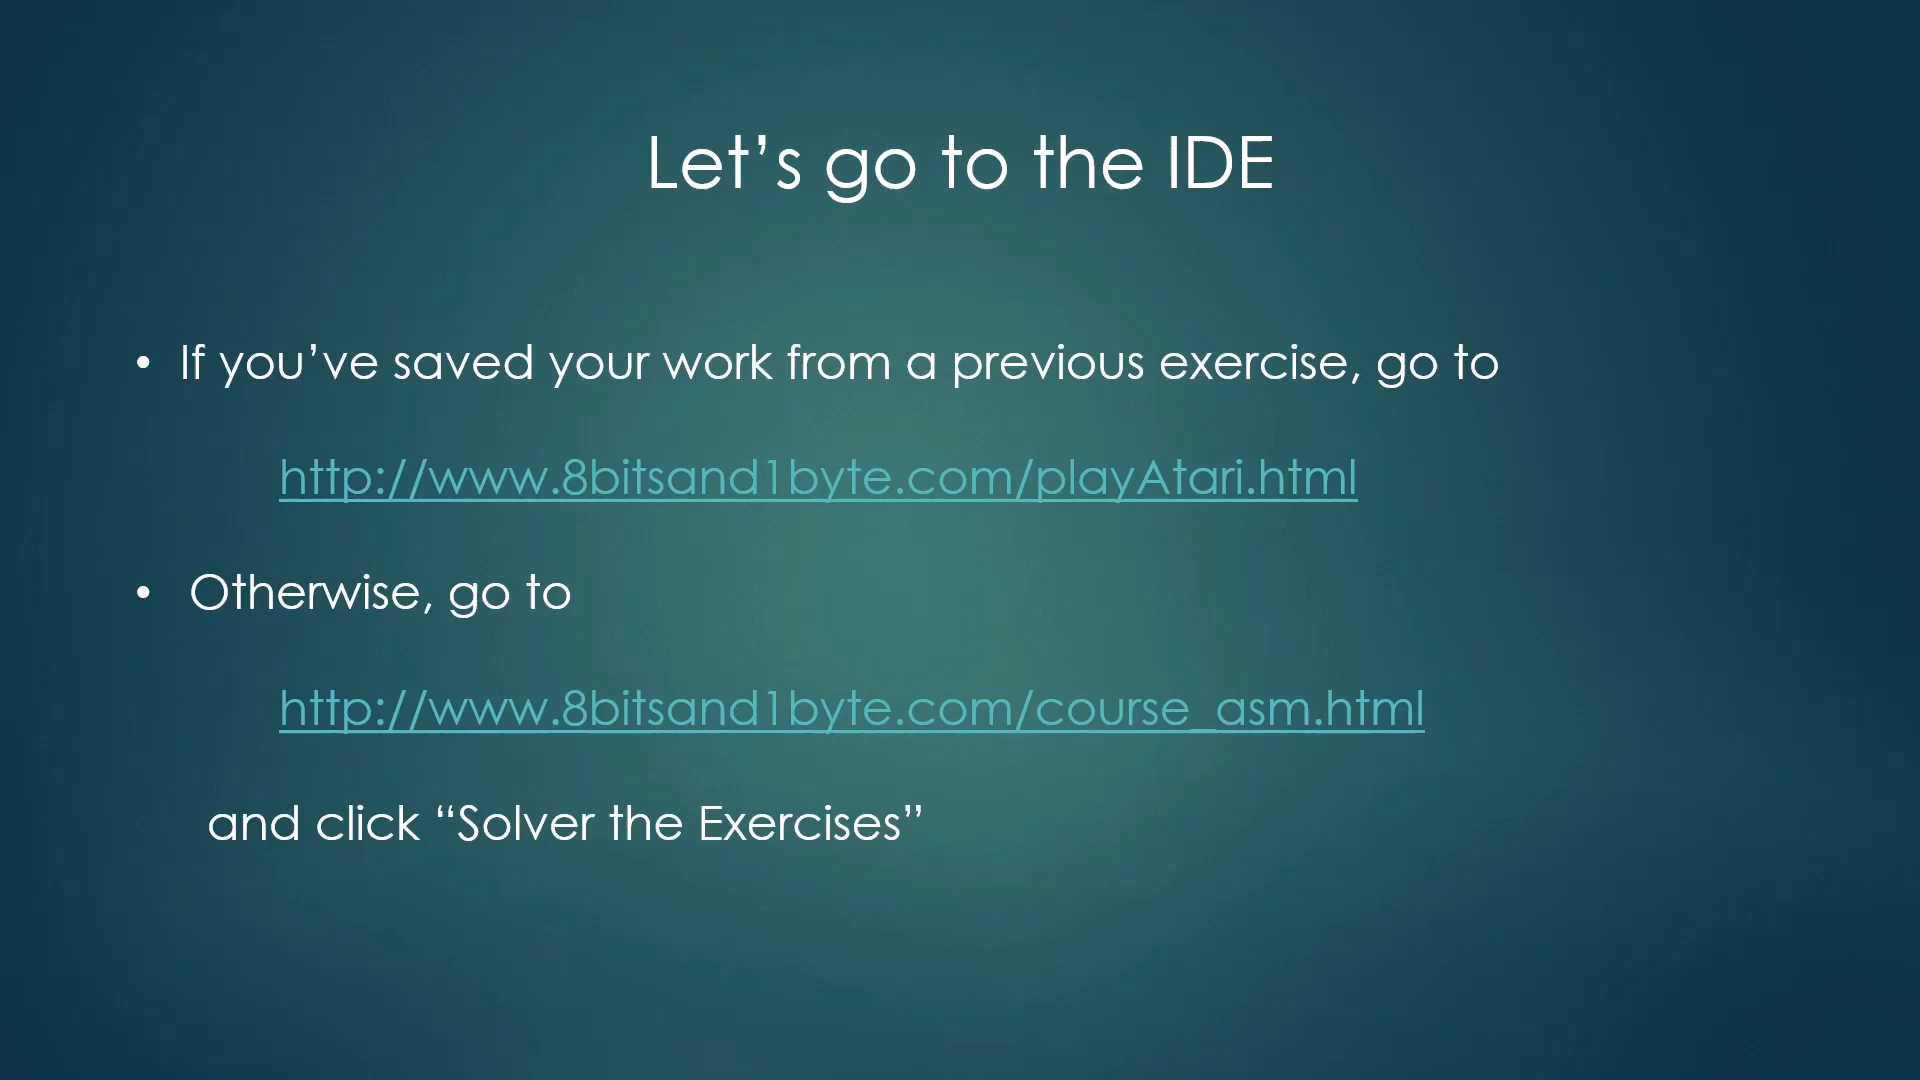 Let’s go to the IDE
• If you’ve saved your work from a previous exercise, go to
http://www.8bitsand1byte.com/playAtari.html
• Otherwise, go to
http://www.8bitsand1byte.com/course_asm.html
and click “Solver the Exercises”